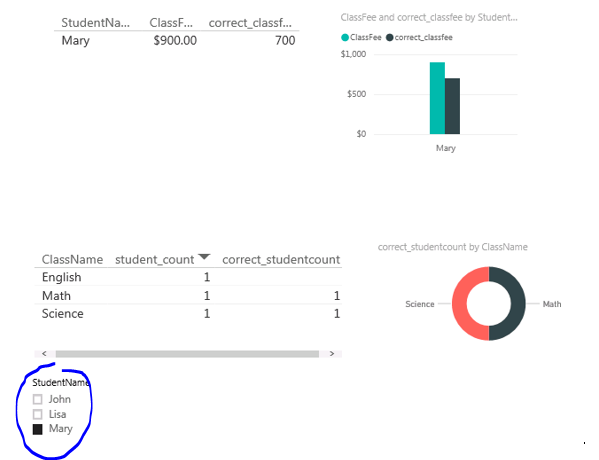 StudentNa... ClassF... correct_classf...
Mary $900.00 700
ClassFee and correct_classfee by Student...
ClassFee correct_classfee
$1,000
$500
$0
Mary
ClassName student_count correct_studentcount
English 1
Math 1 1
Science 1 1
correct_studentcount by ClassName
Science Math
StudentName
John
Lisa
Mary